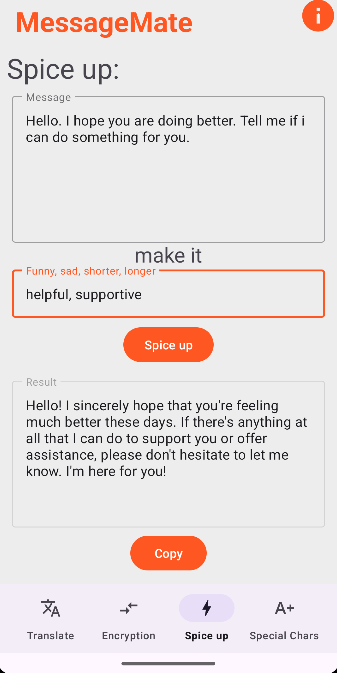 MessageMate
i
Spice up:
Message
Hello. I hope you are doing better. Tell me if i
can do something for you.
make it
Funny, sad, shorter, longer
helpful, supportive
Spice up
Result
Hello! I sincerely hope that you're feeling
much better these days. If there's anything at
all that I can do to support you or offer
assistance, please don't hesitate to let me
know. I'm here for you!
Copy
Translate Encryption Spice up A+ Special Chars